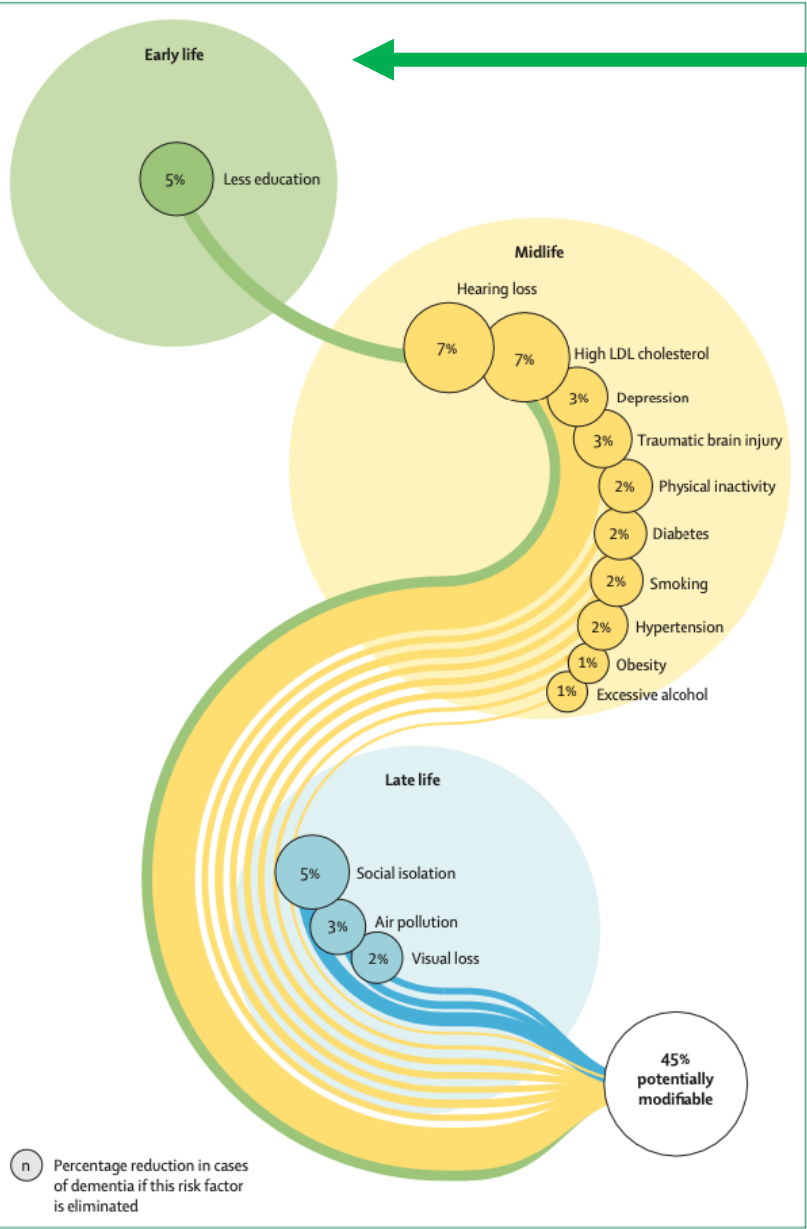 Early life
5%
Less education
Midlife
Hearing loss
7%
7%
High LDL cholesterol
3%
Depression
3%
Traumatic brain injury
2%
Physical inactivity
2%
Diabetes
2%
Smoking
2%
Hypertension
1%
Obesity
1%
Excessive alcohol
Late life
5%
Social isolation
3%
Air pollution
2%
Visual loss
45%
potentially
modifiable
n
Percentage reduction in cases
of dementia if this risk factor
is eliminated